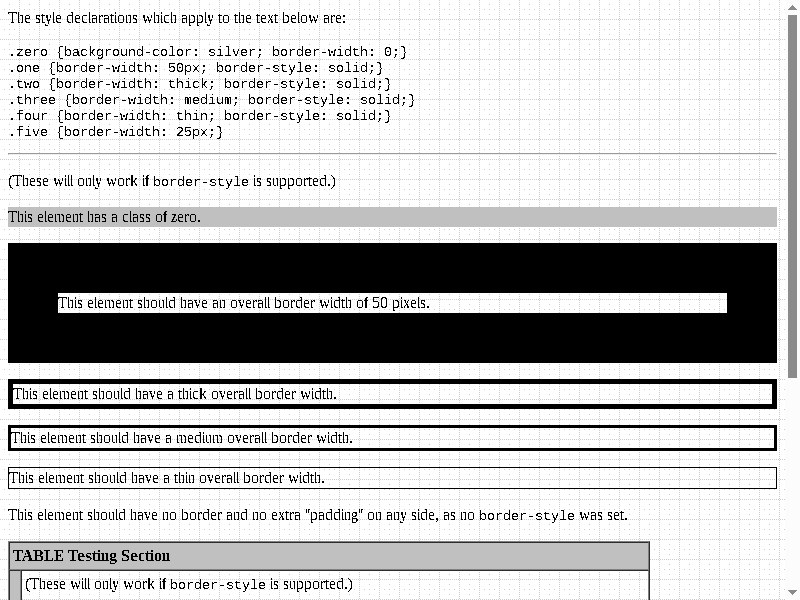 The style declarations which apply to the text below are:
.zero {background-color: silver; border-width: 0;}
.one {border-width: 50px; border-style: solid;}
.two {border-width: thick; border-style: solid;}
.three {border-width: medium; border-style: solid;}
.four {border-width: thin; border-style: solid;}
.five {border-width: 25px;}
(These will only work if border-style is supported.)
This element has a class of zero.
This element should have an overall border width of 50 pixels.
This element should have a thick overall border width.
This element should have a medium overall border width.
This element should have a thin overall border width.
This element should have no border and no extra "padding" on any side, as no border-style was set.
TABLE Testing Section
(These will only work if border-style is supported.)